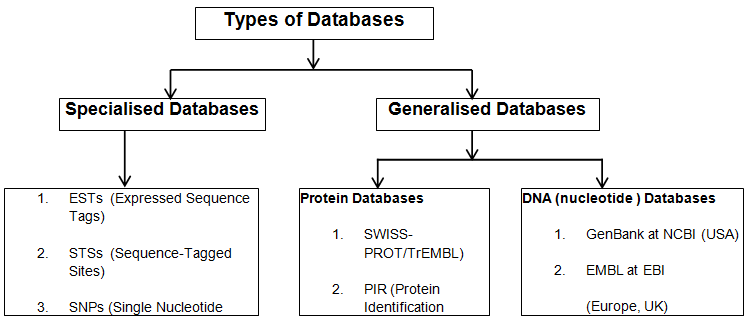 Types of Databases
Specialised Databases
Generalised Databases
1. ESTs (Expressed Sequence
Tags)
2. STSs (Sequence-Tagged
Sites)
3. SNPs (Single Nucleotide
Protein Databases
1. SWISS-
PROT/TrEMBL)
2. PIR (Protein
Identification
DNA (nucleotide ) Databases
1. GenBank at NCBI (USA)
2. EMBL at EBI
(Europe, UK)